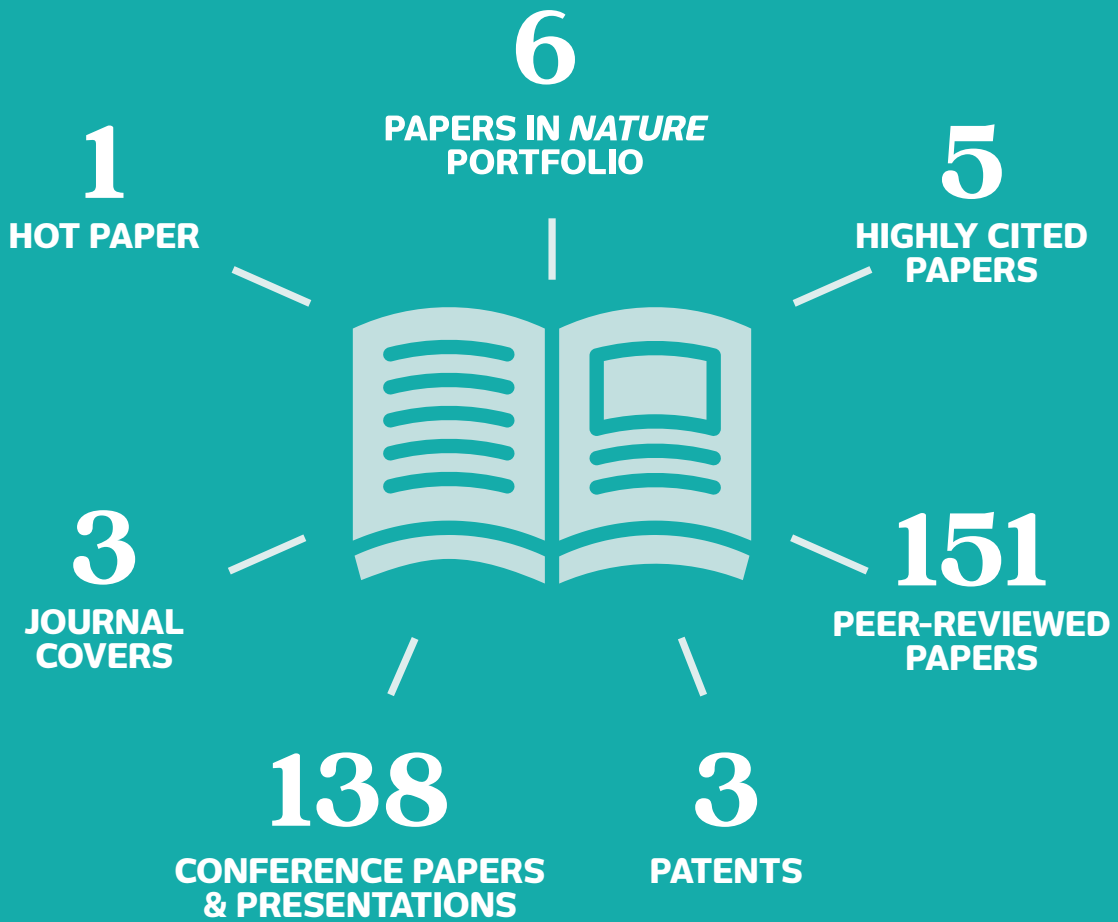 6
PAPERS IN NATURE
PORTFOLIO
1
HOT PAPER
5
HIGHLY CITED
PAPERS
3
JOURNAL
COVERS
151
PEER-REVIEWED
PAPERS
138
CONFERENCE PAPERS
& PRESENTATIONS
3
PATENTS